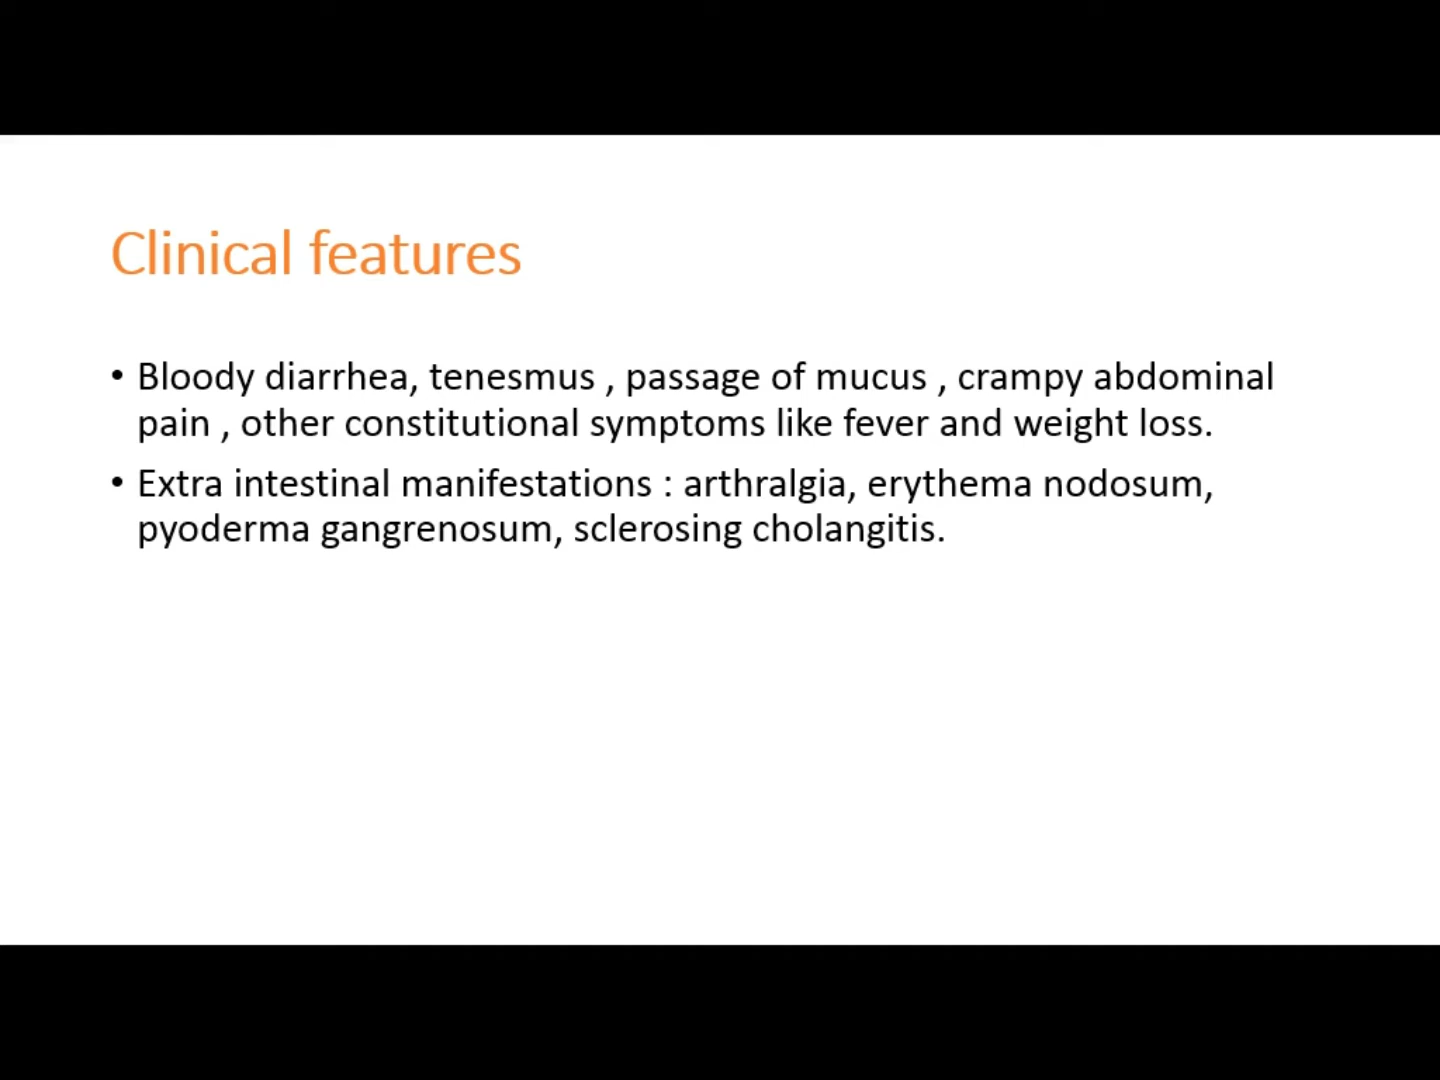 Clinical features
• Bloody diarrhea, tenesmus , passage of mucus , crampy abdominal
pain , other constitutional symptoms like fever and weight loss.
• Extra intestinal manifestations : arthralgia, erythema nodosum,
pyoderma gangrenosum, sclerosing cholangitis.